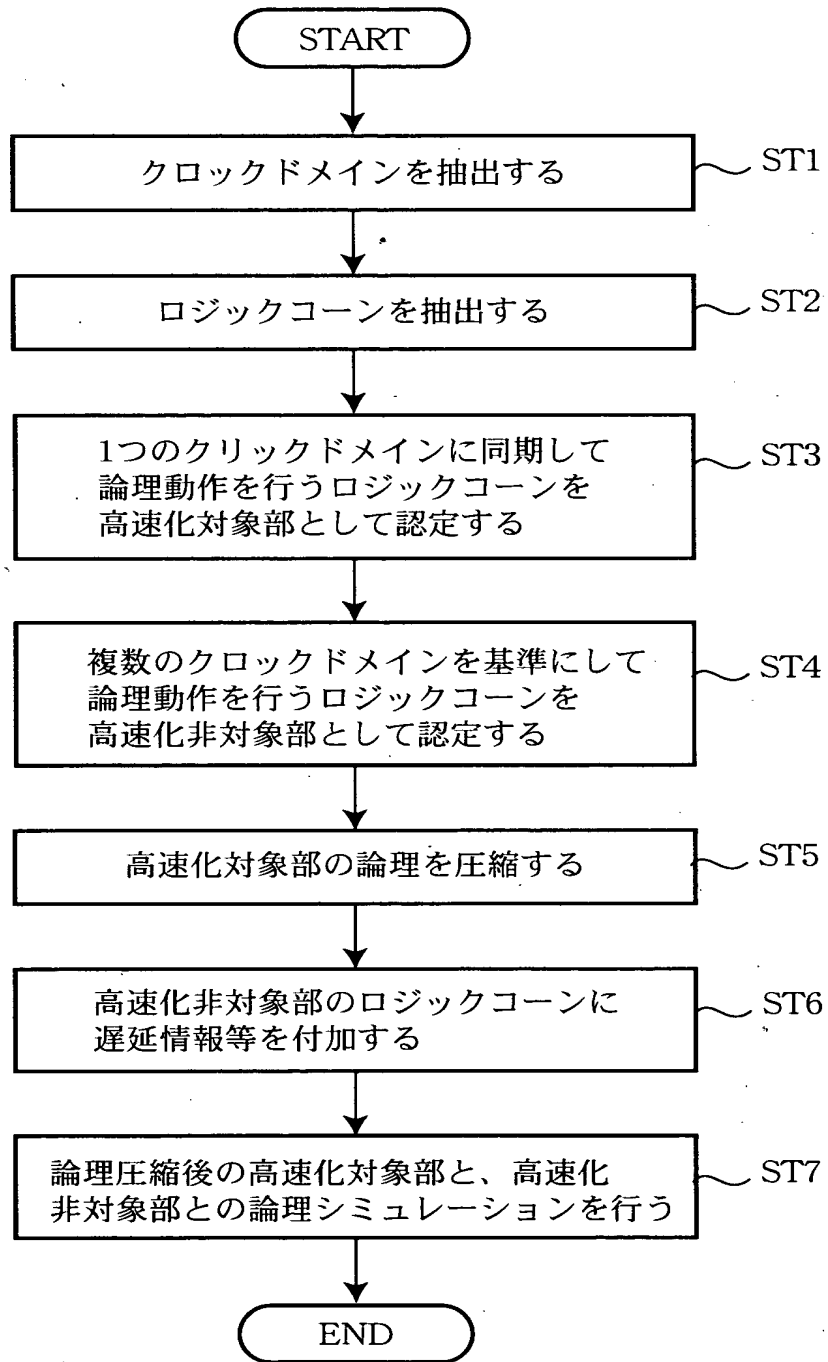 START
クロックドメインを抽出する
ST1
ロジックコーンを抽出する
ST2
1つのクリックドメインに同期して
論理動作を行うロジックコーンを
高速化対象部として認定する
ST3
複数のクロックドメインを基準にして
論理動作を行うロジックコーンを
高速化非対象部として認定する
ST4
高速化対象部の論理を圧縮する
ST5
高速化非対象部のロジックコーンに
遅延情報等を付加する
ST6
論理圧縮後の高速化対象部と、高速化
非対象部との論理シミュレーションを行う
ST7
END